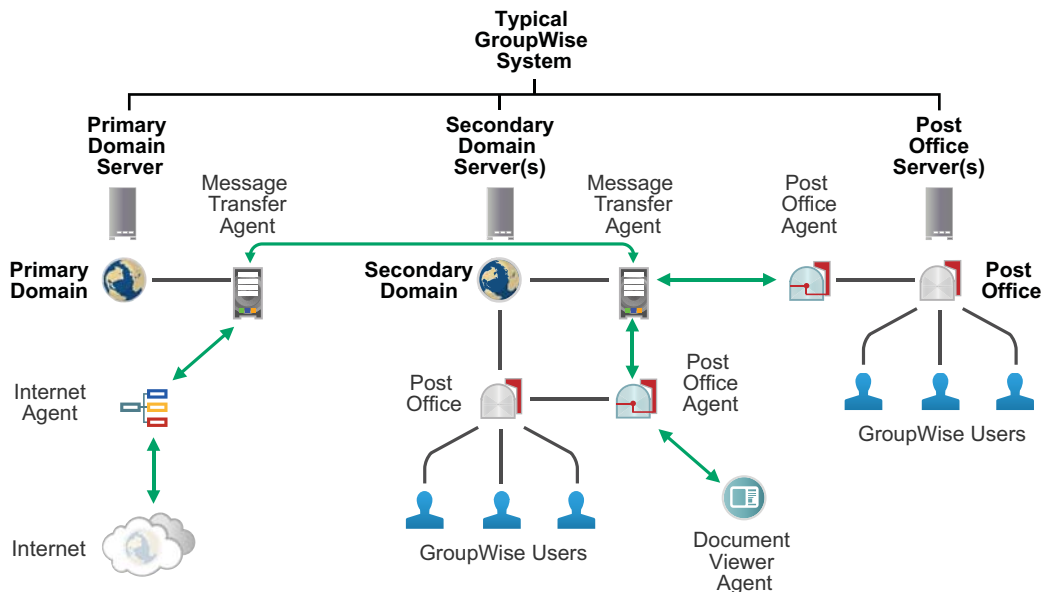 Typical
GroupWise
System
Primary
Domain
Server
Secondary
Domain
Server(s)
Post
Office
Server(s)
Message
Transfer
Agent
Message
Transfer
Agent
Post
Office
Agent
Primary
Domain
Secondary
Domain
Post
Office
Internet
Agent
Post
Office
Post
Office
Agent
GroupWise Users
Internet
GroupWise Users
Document
Viewer
Agent